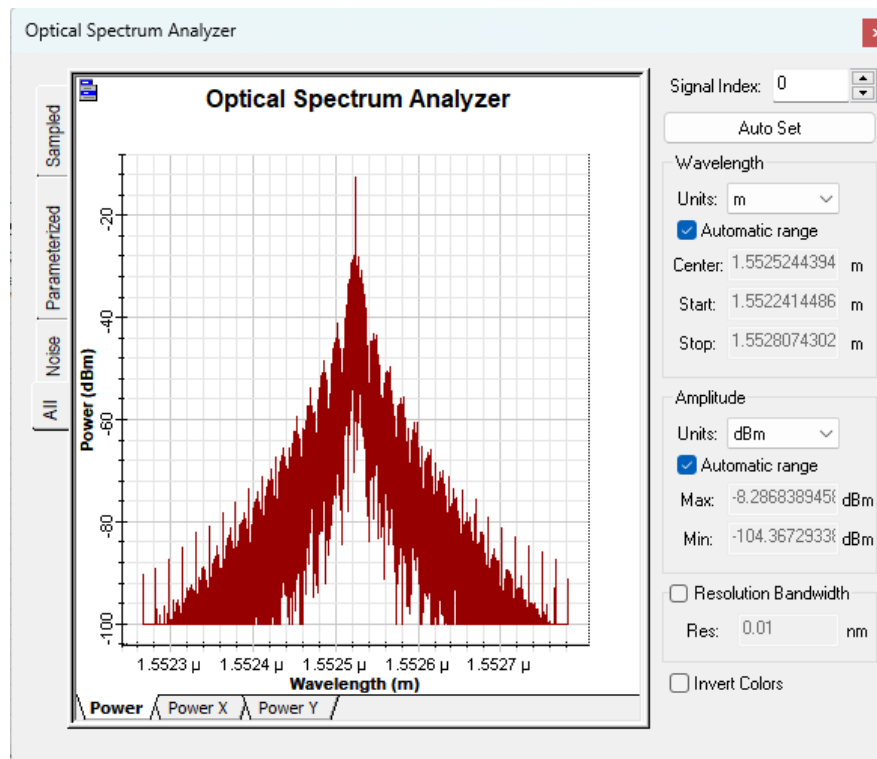 Optical Spectrum Analyzer
Sampled
Parameterized
Noise
All
Optical Spectrum Analyzer
Power (dBm)
-20
-40
-60
-80
-100
1.5523 µ
1.5524 µ
1.5525 µ
1.5526 µ
1.5527 µ
Wavelength (m)
Power
Power X
Power Y
Signal Index: 0
Auto Set
Wavelength
Units: m
Automatic range
Center: 1.5525244394 m
Start: 1.5522414486 m
Stop: 1.5528074302 m
Amplitude
Units: dBm
Automatic range
Max: -8.2868389458 dBm
Min: -104.36729338 dBm
Resolution Bandwidth
Res: 0.01 nm
Invert Colors